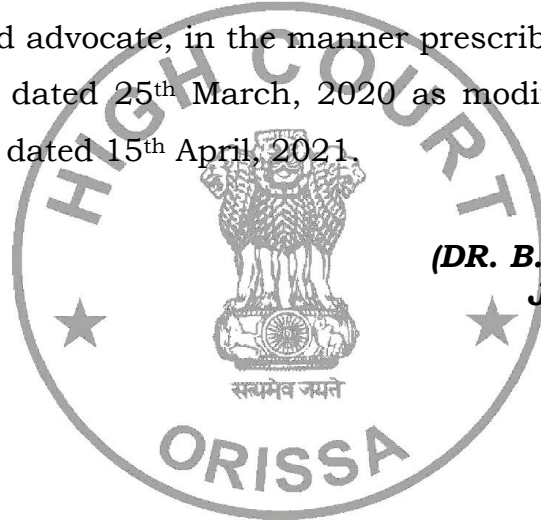 d advocate, in the manner prescrib
dated 25th March, 2020 as modi
dated 15th April, 2021.
HIGH COURT
(DR. B.
J
सत्यमेव जयते
ORISSA